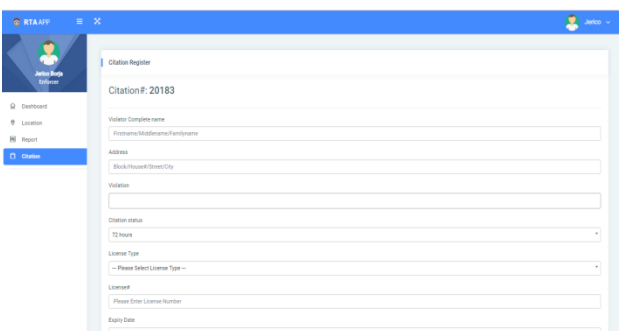 RTA APP
Jerico
Jerico Borja
Enforcer
Dashboard
Location
Report
Citation
Citation Register
Citation#: 20183
Violator Complete name
Firstname/Middlename/Familyname
Address
Block/House#/Street/City
Violation
Citation status
72 hours
License Type
-- Please Select License Type --
License#
Please Enter License Number
Expiry Date